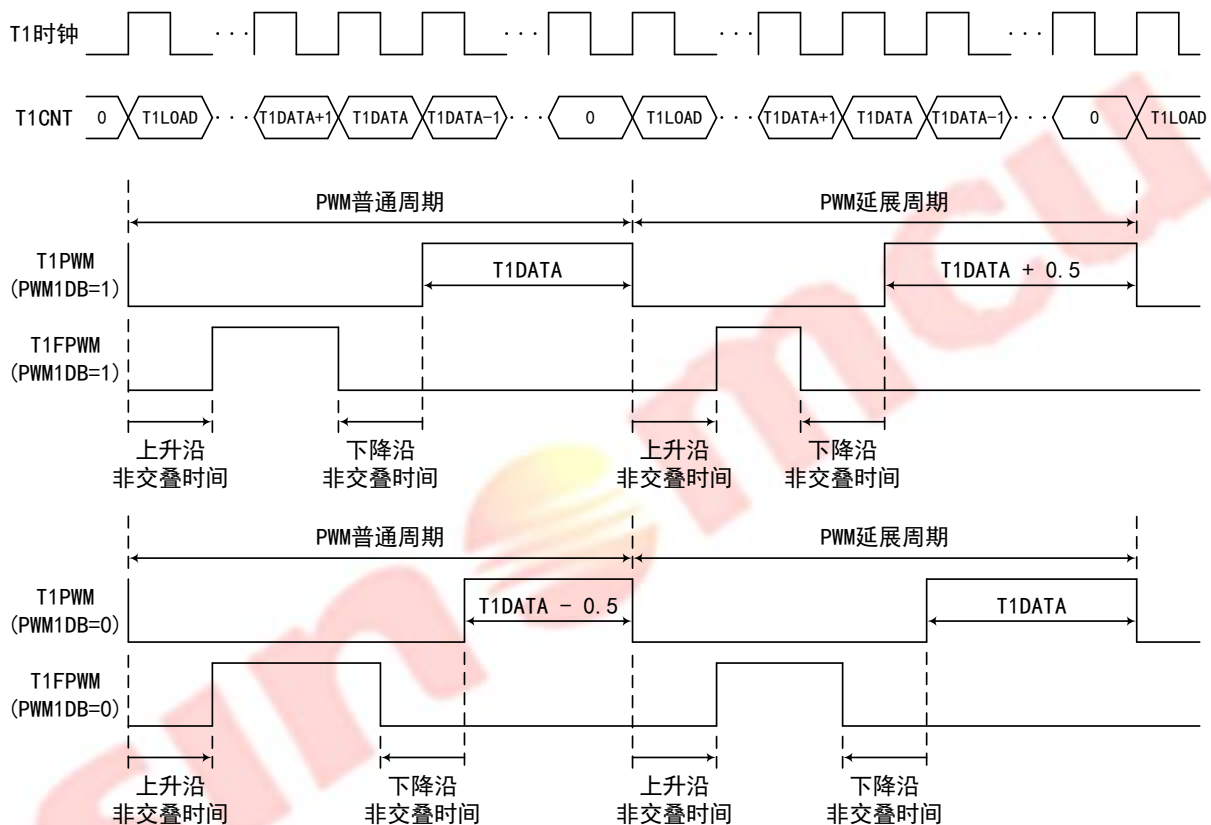 T1时钟 ··· ··· ··· ···
T1CNT 0 T1LOAD ··· T1DATA+1 T1DATA T1DATA-1 ··· 0 T1LOAD ··· T1DATA+1 T1DATA T1DATA-1 ··· 0 T1LOAD
PWM普通周期 PWM延展周期
T1PWM
(PWM1DB=1)
T1DATA T1DATA + 0.5
T1FPWM
(PWM1DB=1)
上升沿
非交叠时间
下降沿
非交叠时间
上升沿
非交叠时间
下降沿
非交叠时间
PWM普通周期 PWM延展周期
T1PWM
(PWM1DB=0)
T1DATA - 0.5 T1DATA
T1FPWM
(PWM1DB=0)
上升沿
非交叠时间
下降沿
非交叠时间
上升沿
非交叠时间
下降沿
非交叠时间
sinomcu